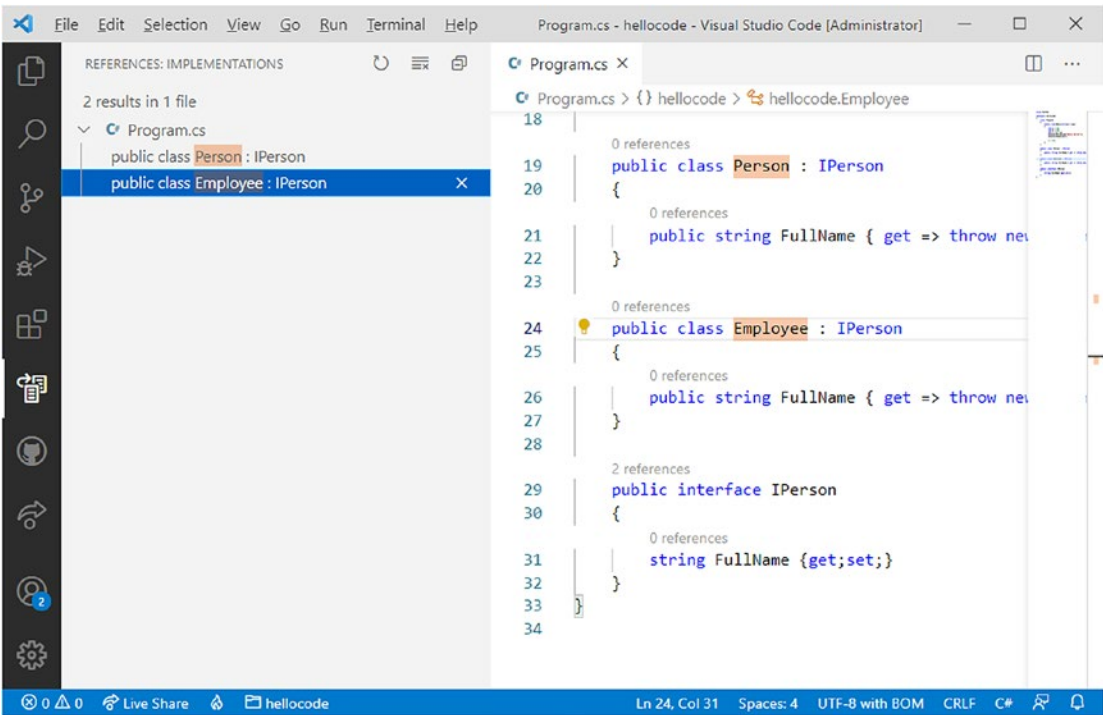 File Edit Selection View Go Run Terminal Help Program.cs - hellocode - Visual Studio Code [Administrator]
REFERENCES: IMPLEMENTATIONS
2 results in 1 file
Program.cs
public class Person : IPerson
public class Employee : IPerson
Program.cs
Program.cs > {} hellocode > hellocode.Employee
18
0 references
19 public class Person : IPerson
20 {
0 references
21 public string FullName { get => throw new
22 }
23
0 references
24 public class Employee : IPerson
25 {
0 references
26 public string FullName { get => throw new
27 }
28
2 references
29 public interface IPerson
30 {
0 references
31 string FullName {get;set;}
32 }
33 }
34
2
0 0 Live Share hellocode Ln 24, Col 31 Spaces: 4 UTF-8 with BOM CRLF C#